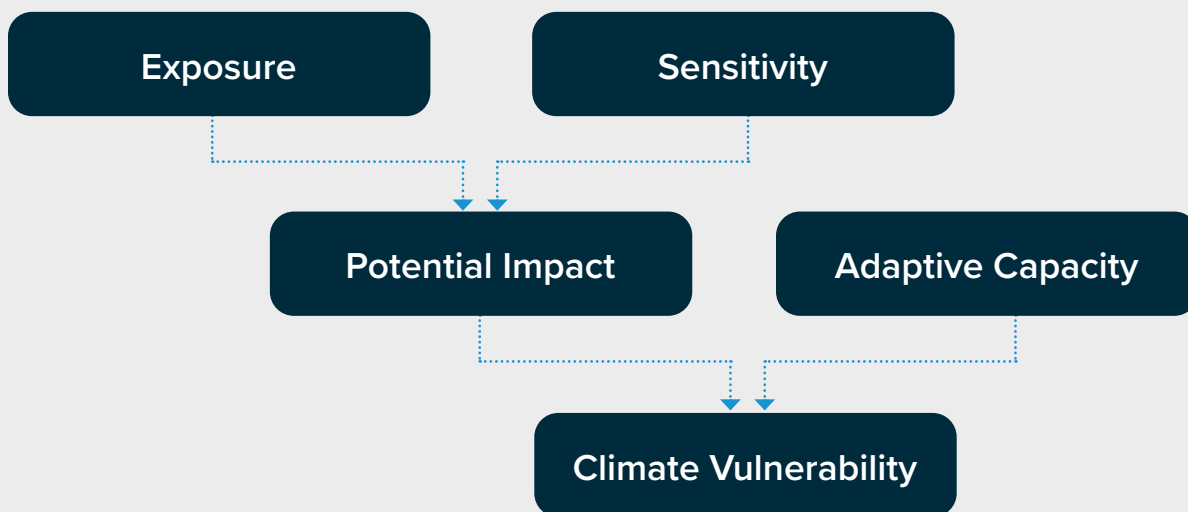 Exposure
Sensitivity
Potential Impact
Adaptive Capacity
Climate Vulnerability